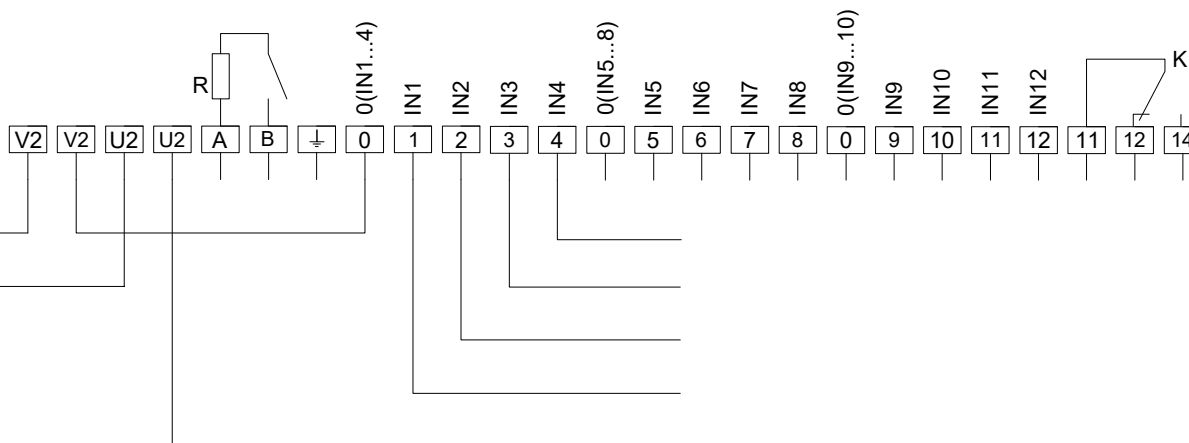 0(IN1...4) IN1 IN2 IN3 IN4 0(IN5...8) IN5 IN6 IN7 IN8 0(IN9...10) IN9 IN10 IN11 IN12
R K
V2 V2 U2 U2 A B 0 1 2 3 4 0 5 6 7 8 0 9 10 11 12 11 12 14